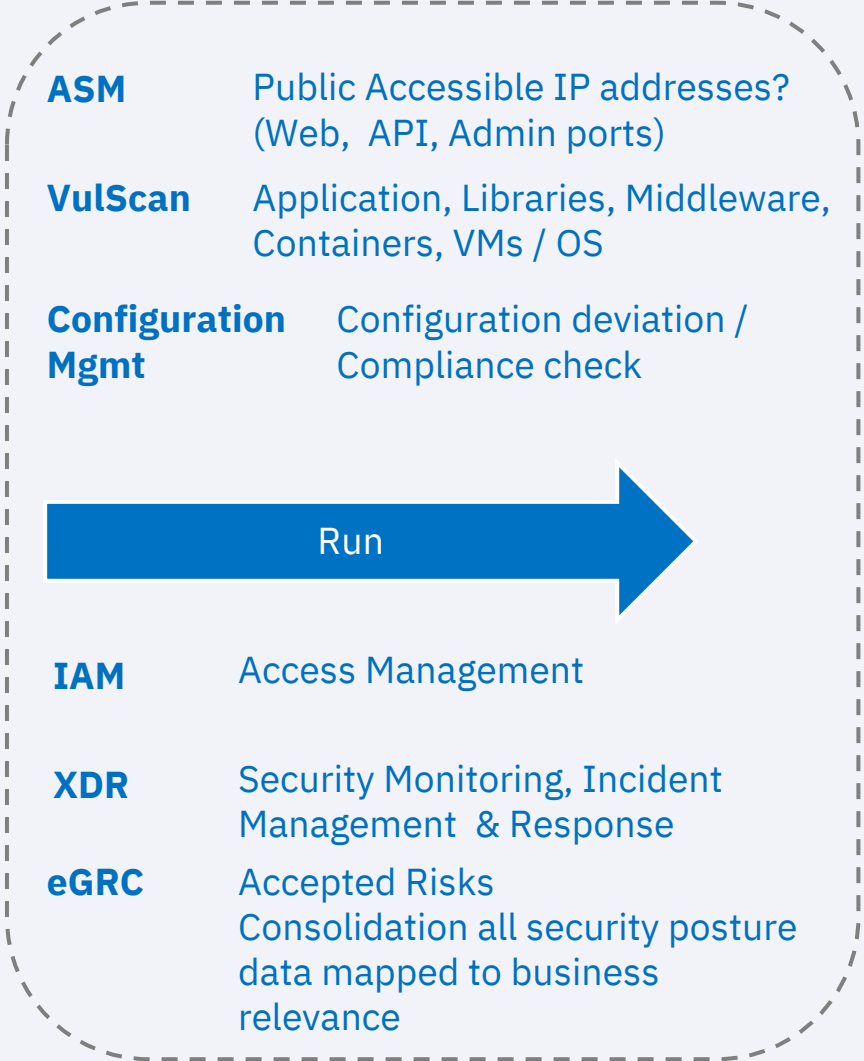 ASM Public Accessible IP addresses?
(Web, API, Admin ports)
VulScan Application, Libraries, Middleware,
Containers, VMs / OS
Configuration Configuration deviation /
Mgmt Compliance check
Run
IAM Access Management
XDR Security Monitoring, Incident
Management & Response
eGRC Accepted Risks
Consolidation all security posture
data mapped to business
relevance